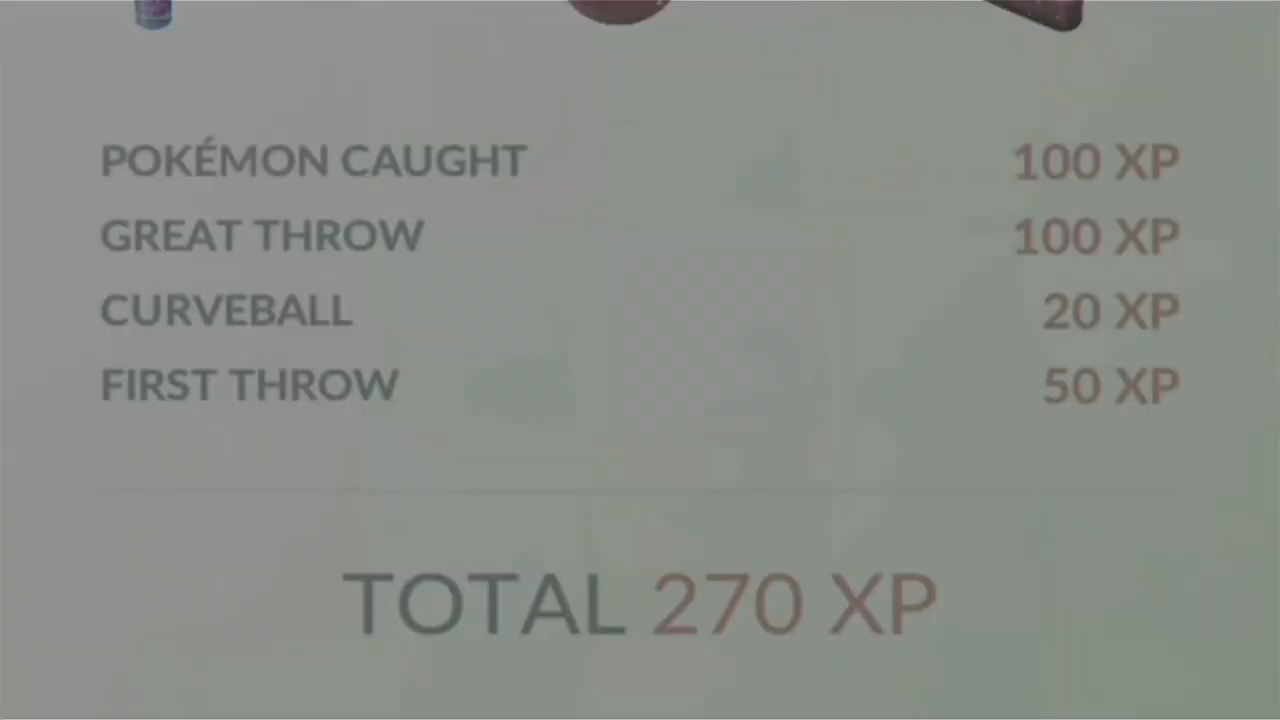 POKÉMON CAUGHT 100 XP
GREAT THROW 100 XP
CURVEBALL 20 XP
FIRST THROW 50 XP
TOTAL 270 XP